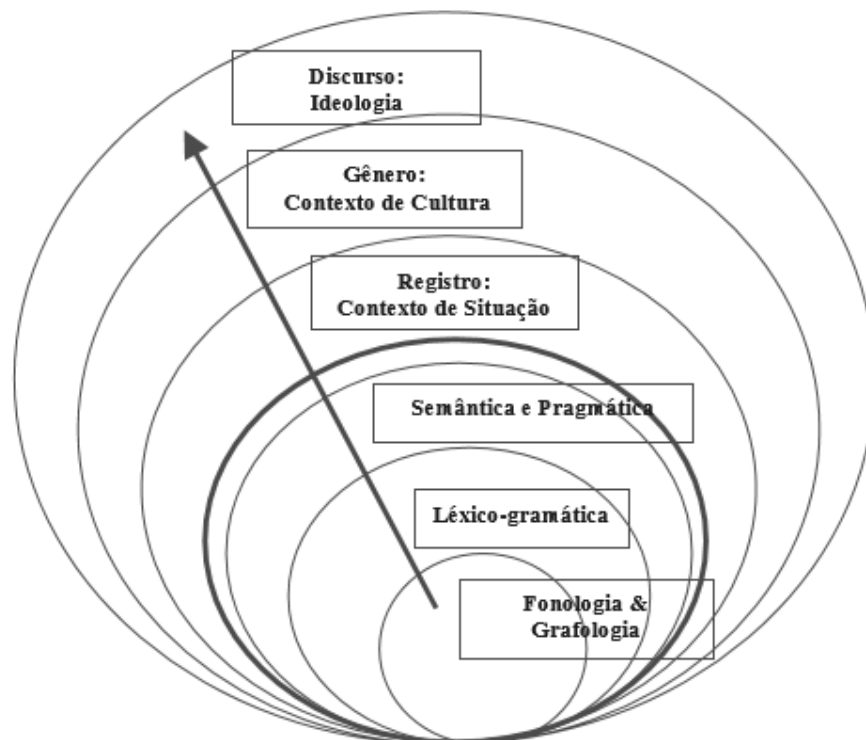 Discurso:
Ideologia
Gênero:
Contexto de Cultura
Registro:
Contexto de Situação
Semântica e Pragmática
Léxico-gramática
Fonologia &
Grafologia